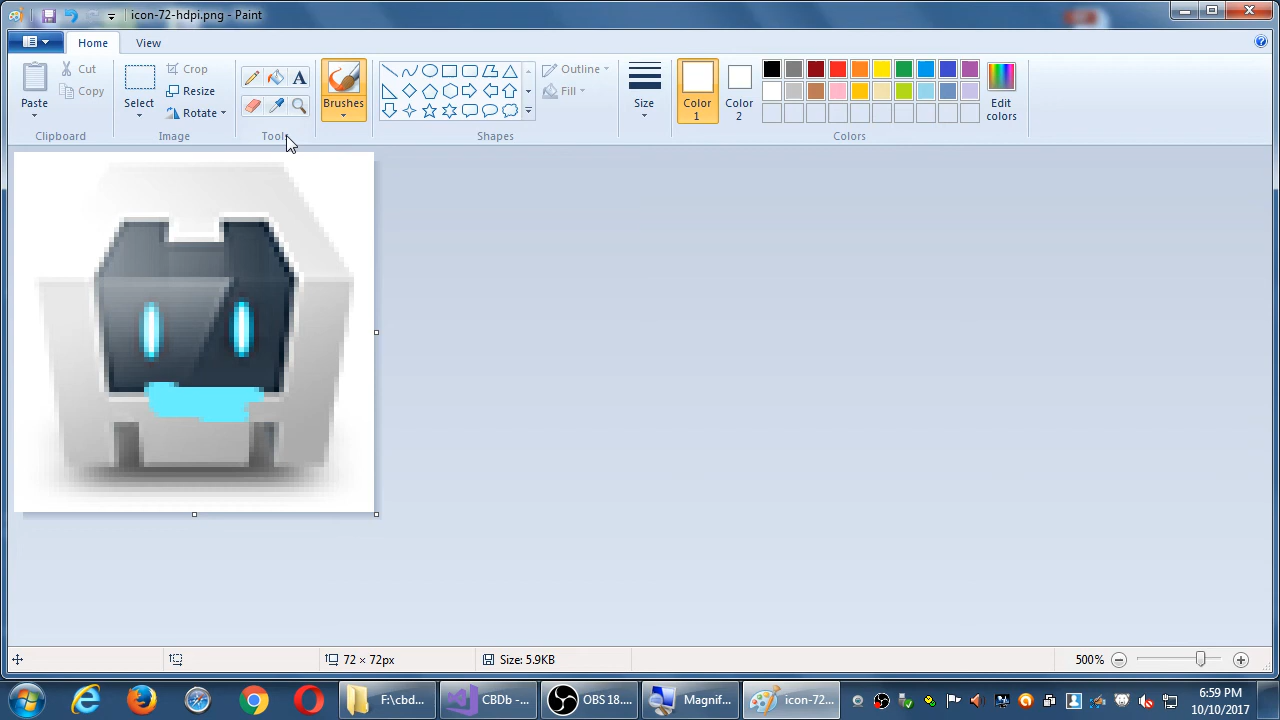 icon-72-hdpi.png - Paint
Home View
Paste
Cut
Copy
Clipboard
Select
Crop
Resize
Rotate
Image
A
Tools
Brushes
Outline
Fill
Shapes
Size
Color 1
Color 2
Edit colors
Colors
72 × 72px
Size: 5.9KB
500%
F:\cbd...
CBDb -...
OBS 18....
Magnif...
icon-72...
6:59 PM
10/10/2017